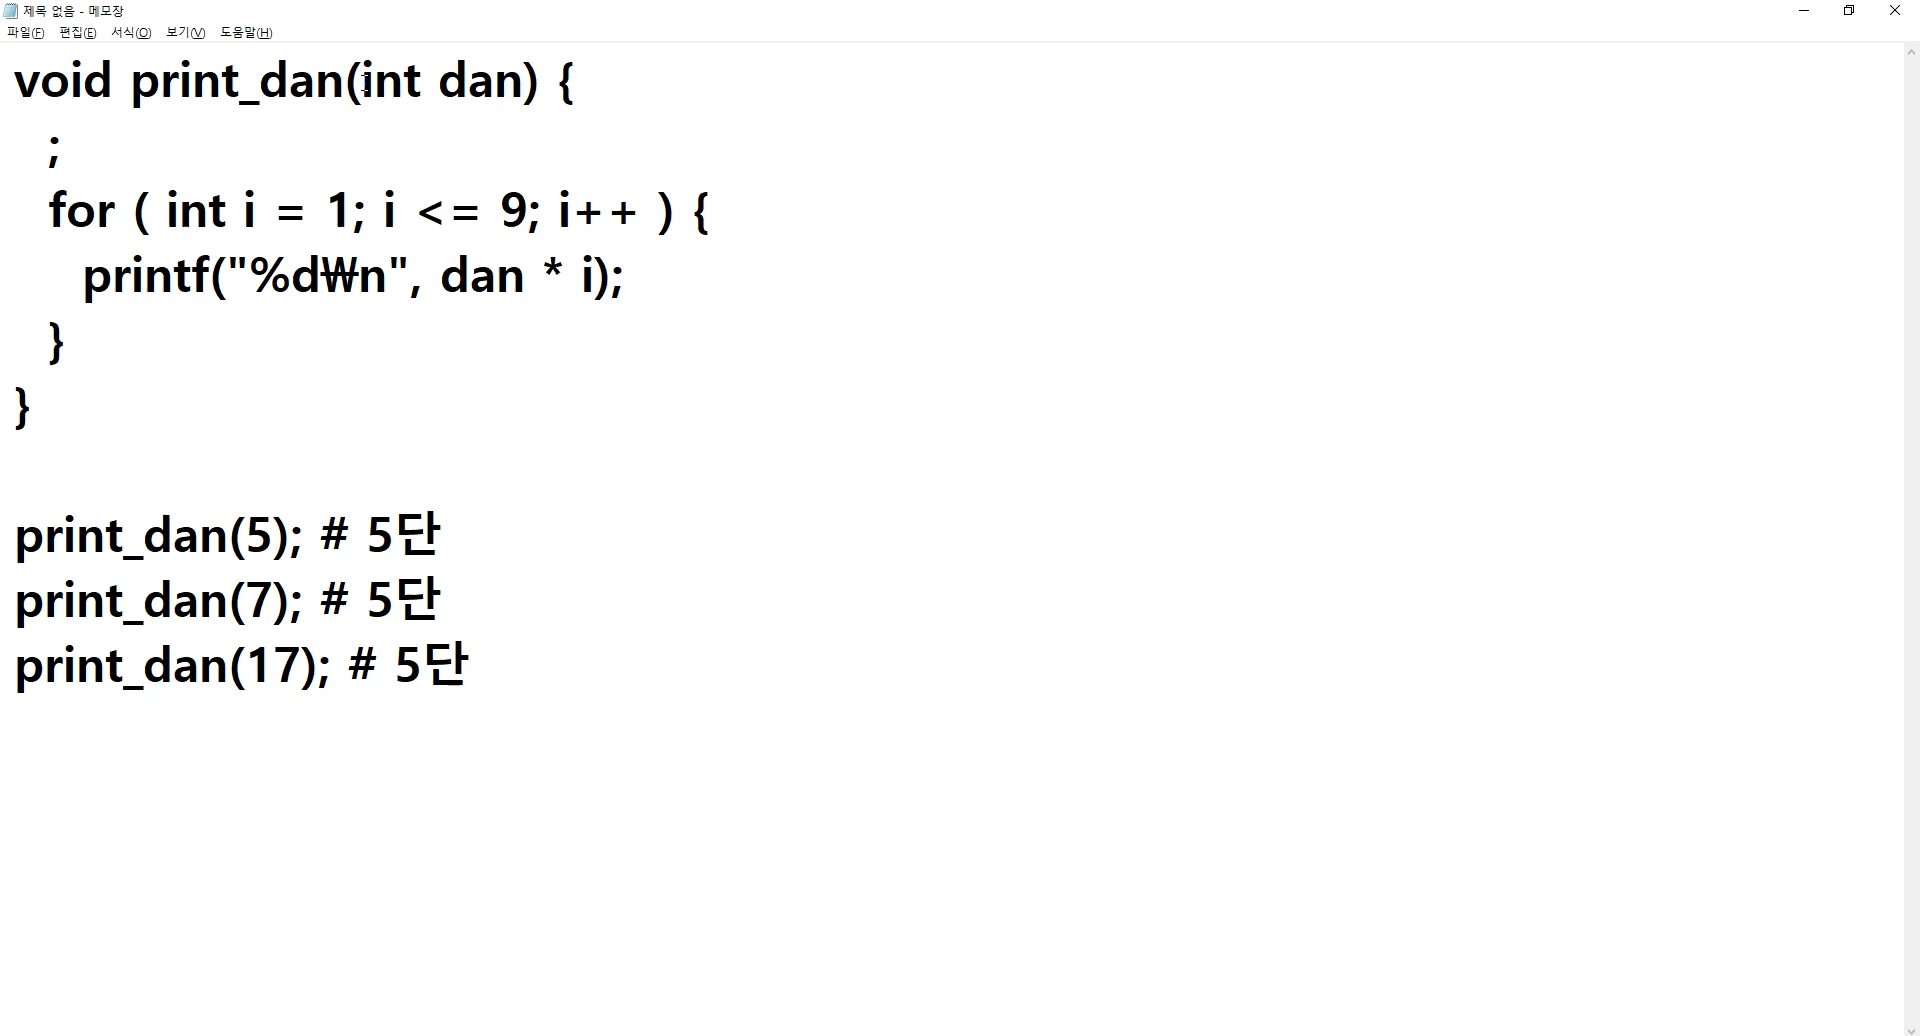 제목 없음 - 메모장
파일(F) 편집(E) 서식(O) 보기(V) 도움말(H)
void print_dan(int dan) {
;
for ( int i = 1; i <= 9; i++ ) {
printf("%d₩n", dan * i);
}
}
print_dan(5); # 5단
print_dan(7); # 5단
print_dan(17); # 5단